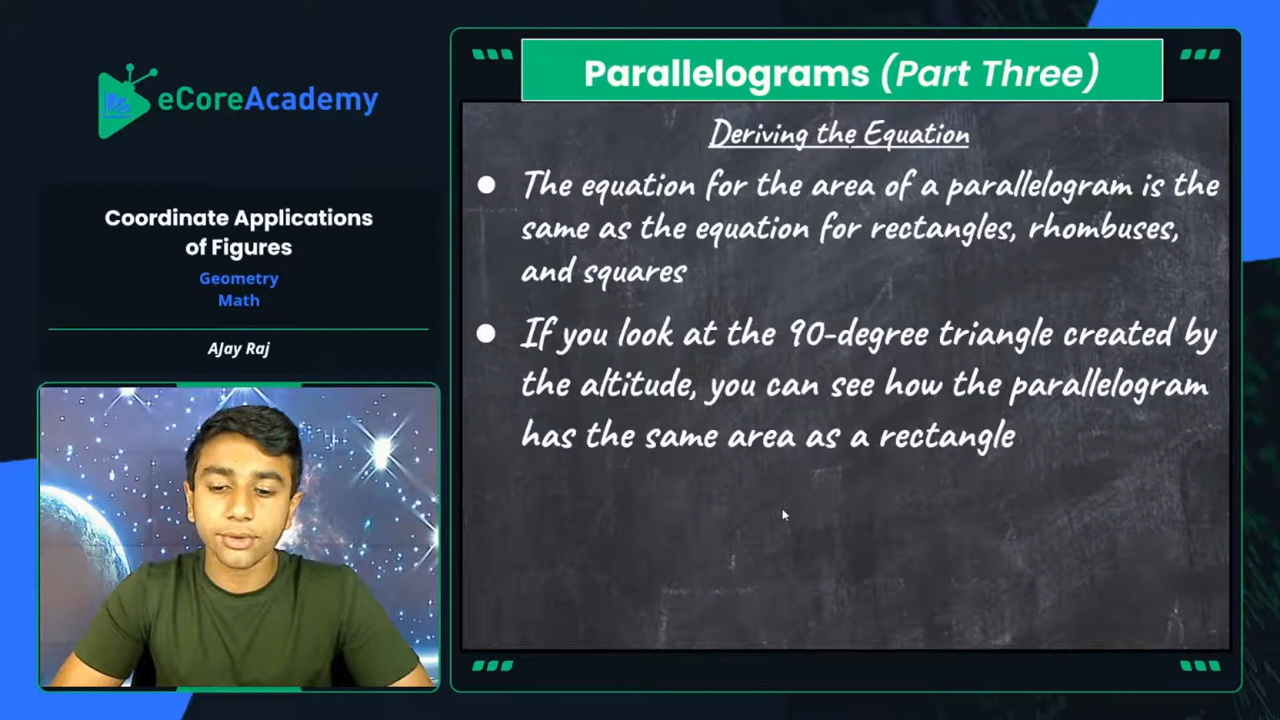 eCoreAcademy
Coordinate Applications
of Figures
Geometry
Math
AJay Raj
Parallelograms (Part Three)
Deriving the Equation
● The equation for the area of a parallelogram is the
same as the equation for rectangles, rhombuses,
and squares
● If you look at the 90-degree triangle created by
the altitude, you can see how the parallelogram
has the same area as a rectangle